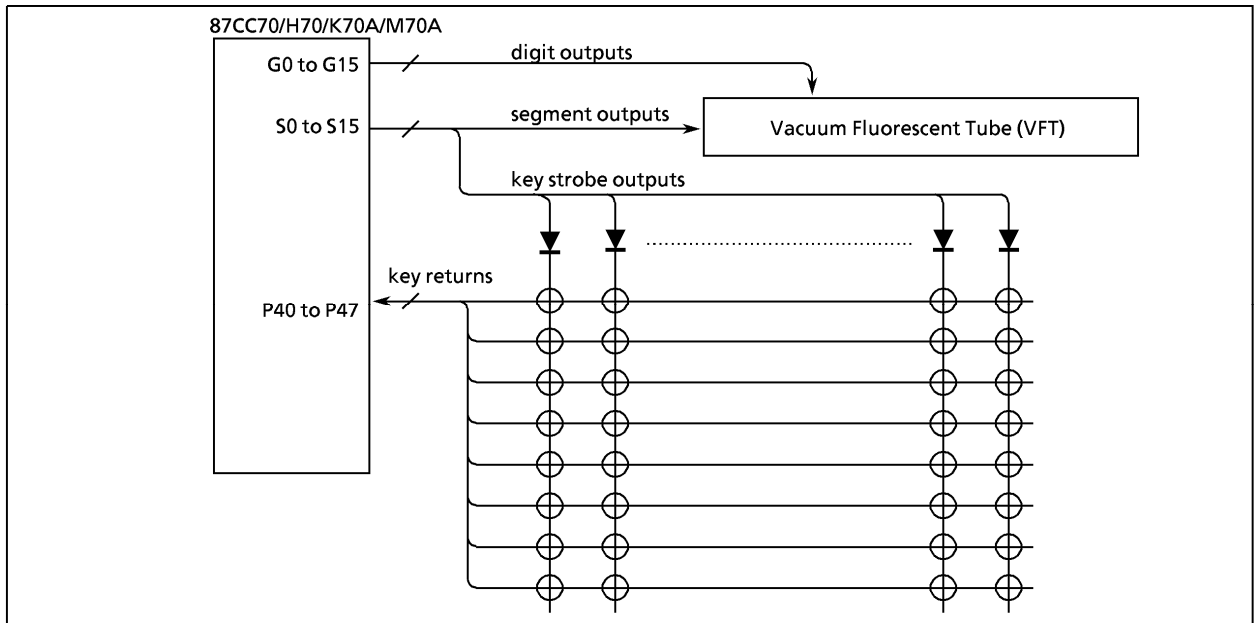 87CC70/H70/K70A/M70A
G0 to G15
digit outputs
S0 to S15
segment outputs
Vacuum Fluorescent Tube (VFT)
key strobe outputs
key returns
P40 to P47